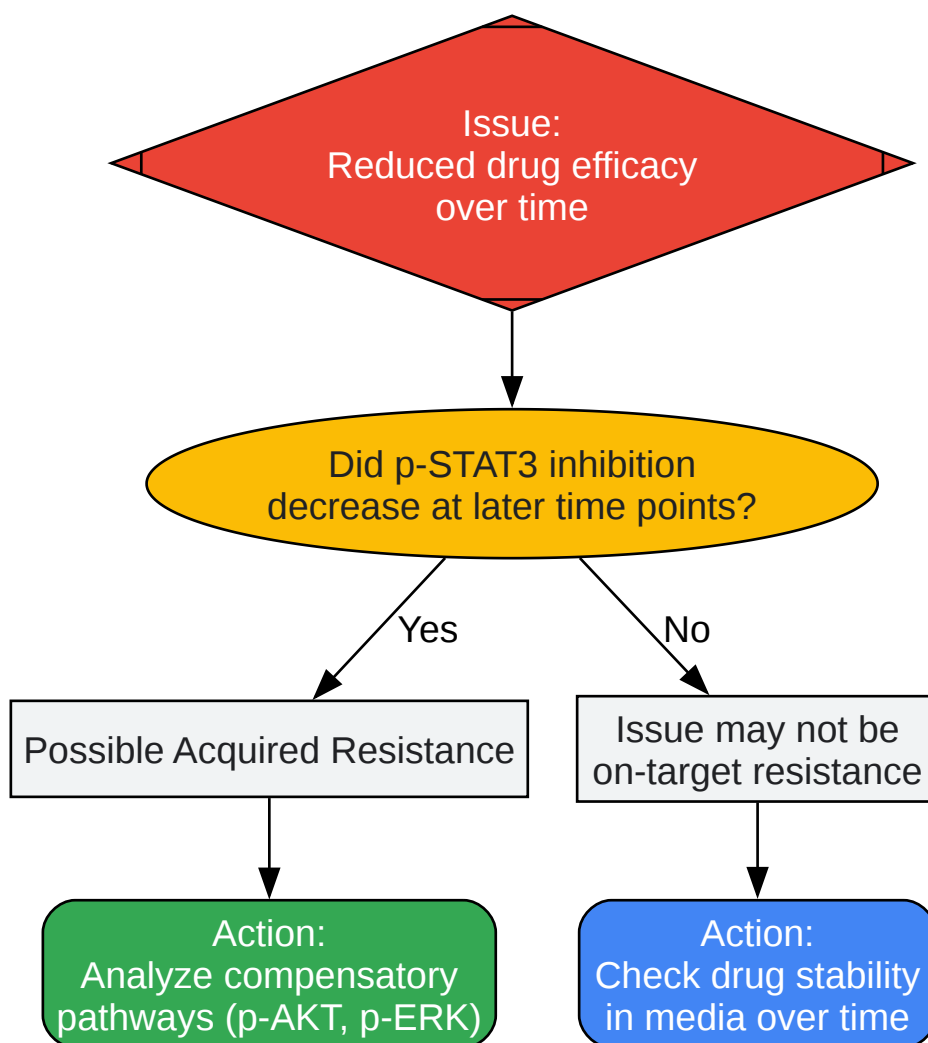 Issue:
Reduced drug efficacy
over time
Did p-STAT3 inhibition
decrease at later time points?
Yes
No
Possible Acquired Resistance
Issue may not be
on-target resistance
Action:
Analyze compensatory
pathways (p-AKT, p-ERK)
Action:
Check drug stability
in media over time